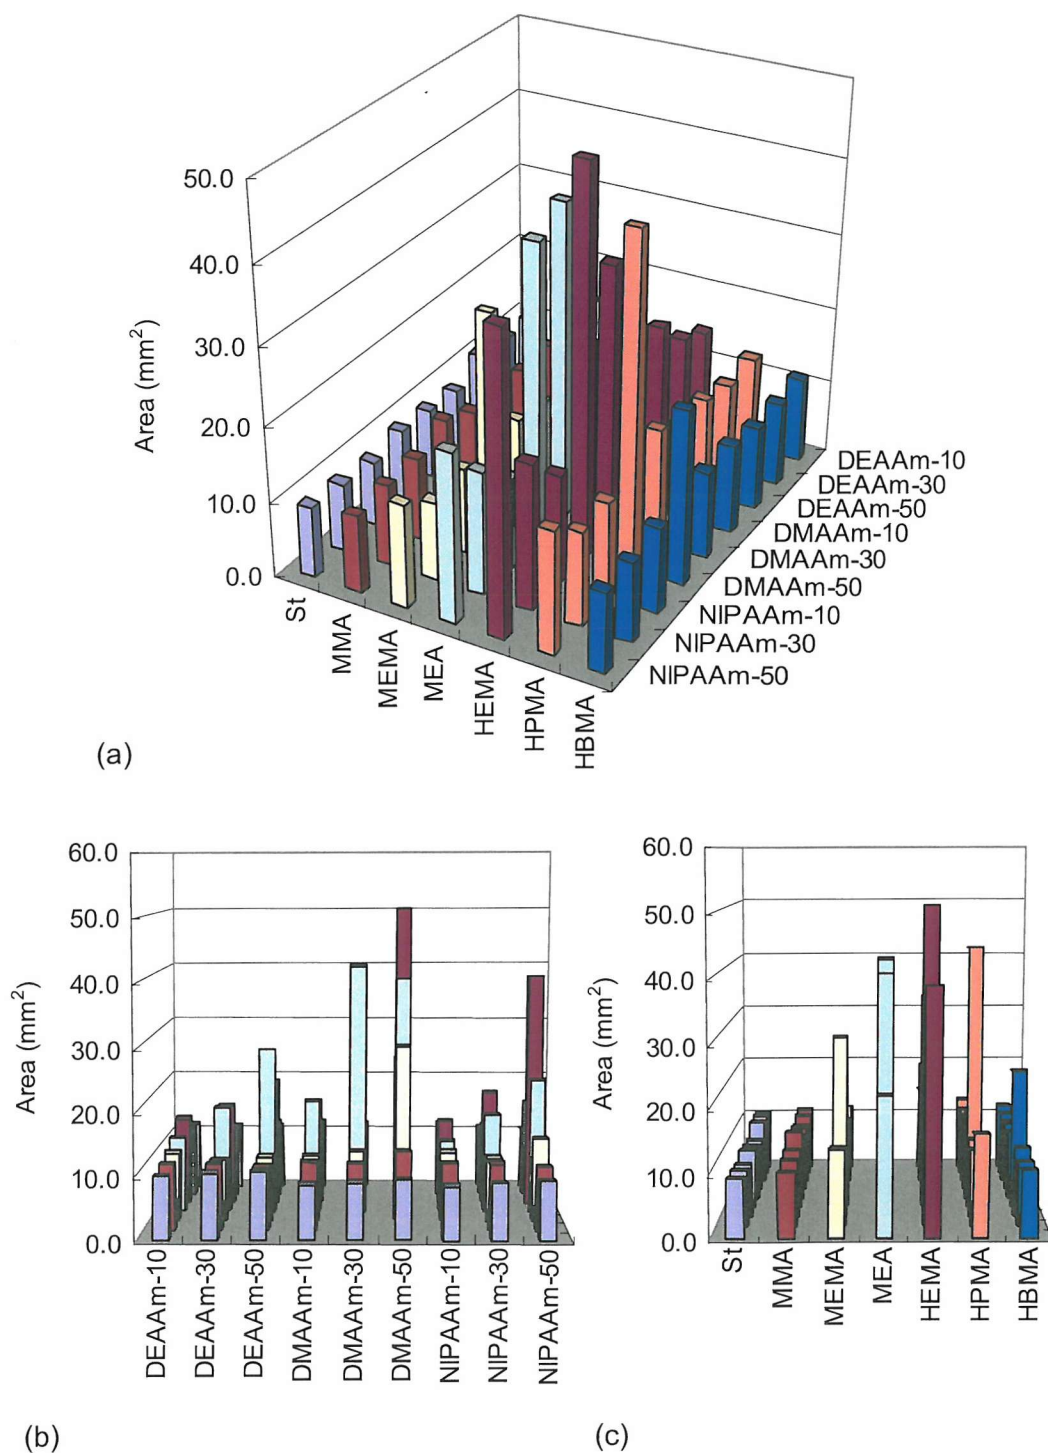 50.0
40.0
30.0
20.0
10.0
0.0
Area (mm²)
St
MMA
MEMA
MEA
HEMA
HPMA
HBMA
DEAAm-10
DEAAm-30
DEAAm-50
DMAAm-10
DMAAm-30
DMAAm-50
NIPAAm-10
NIPAAm-30
NIPAAm-50
(a)
60.0
50.0
40.0
30.0
20.0
10.0
0.0
Area (mm²)
DEAAm-10
DEAAm-30
DEAAm-50
DMAAm-10
DMAAm-30
DMAAm-50
NIPAAm-10
NIPAAm-30
NIPAAm-50
(b)
60.0
50.0
40.0
30.0
20.0
10.0
0.0
Area (mm²)
St
MMA
MEMA
MEA
HEMA
HPMA
HBMA
(c)